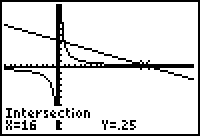 Intersection
X=16 Y=.25